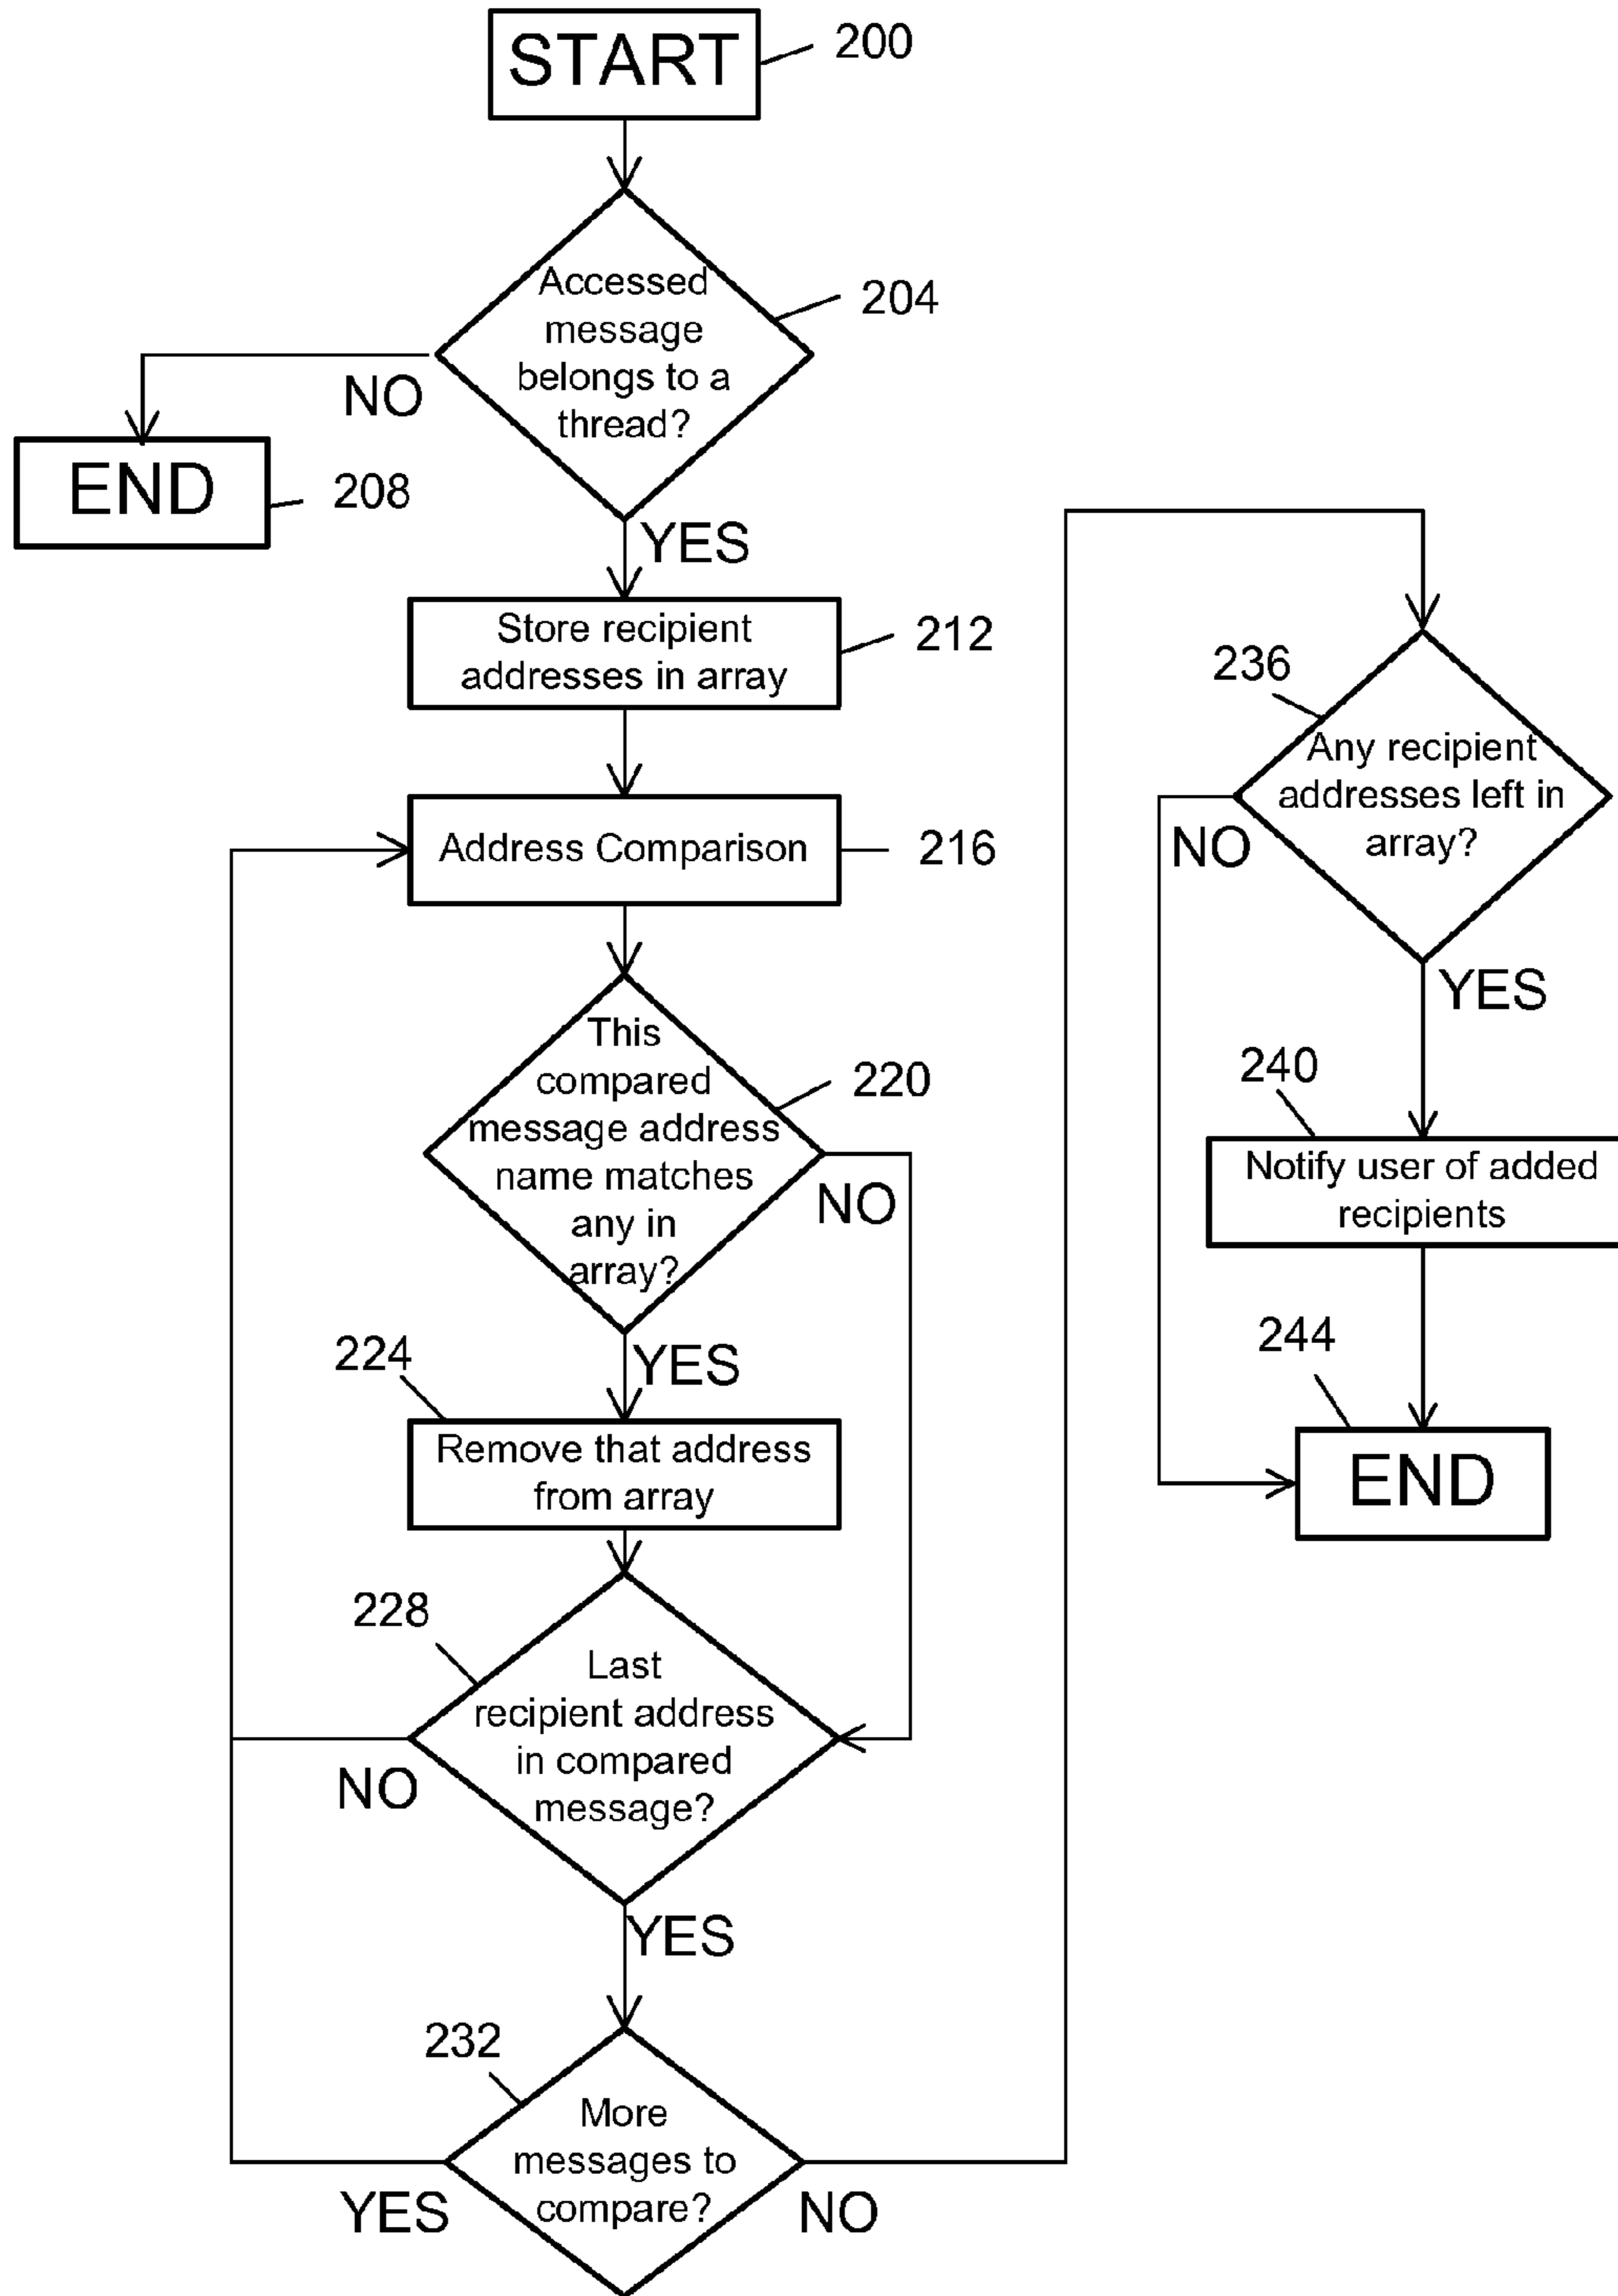 START
200
Accessed
message
belongs to a
thread?
204
NO
END
208
YES
Store recipient
addresses in array
212
Address Comparison
216
This
compared
message address
name matches
any in
array?
220
NO
YES
224
Remove that address
from array
228
Last
recipient address
in compared
message?
NO
YES
232
More
messages to
compare?
YES
NO
236
Any recipient
addresses left in
array?
NO
YES
240
Notify user of added
recipients
244
END